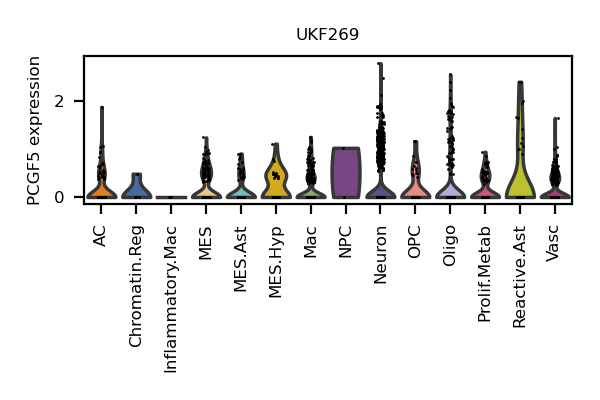 UKF269
PCGF5 expression
2
0
AC
Chromatin.Reg
Inflammatory.Mac
MES
MES.Ast
MES.Hyp
Mac
NPC
Neuron
OPC
Oligo
Prolif.Metab
Reactive.Ast
Vasc